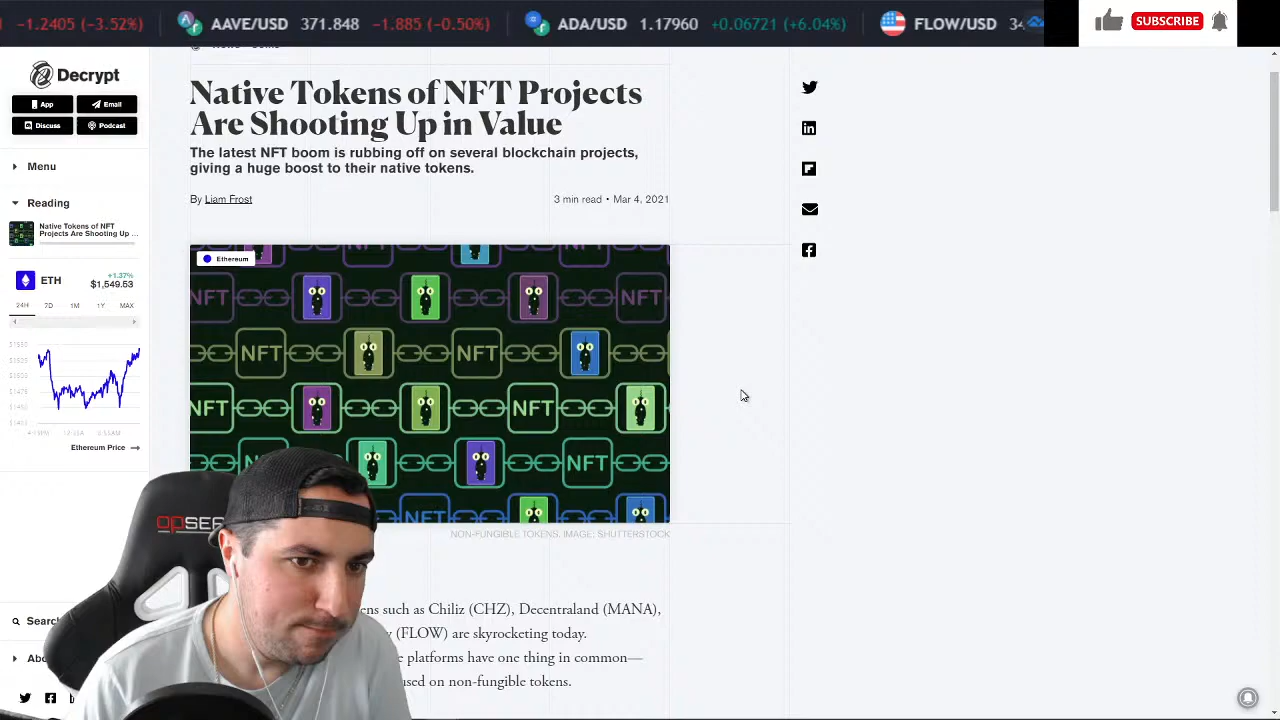 -1.2405 (-3.52%)
AAVE/USD 371.848 -1.885 (-0.50%)
ADA/USD 1.17960 +0.06721 (+6.04%)
FLOW/USD
SUBSCRIBE
Decrypt
App
Email
Discuss
Podcast
Menu
Reading
Native Tokens of NFT
Projects Are Shooting Up ...
ETH
+1.37%
$1,549.53
24H 7D 1M 1Y MAX
Ethereum Price
Search
Native Tokens of NFT Projects
Are Shooting Up in Value
The latest NFT boom is rubbing off on several blockchain projects,
giving a huge boost to their native tokens.
By Liam Frost
3 min read • Mar 4, 2021
Ethereum
NFT NFT
NFT NFT
NFT NFT
NFT
NFT
NON-FUNGIBLE TOKENS. IMAGE: SHUTTERSTOCK
such as Chiliz (CHZ), Decentraland (MANA),
(FLOW) are skyrocketing today.
platforms have one thing in common—
on non-fungible tokens.